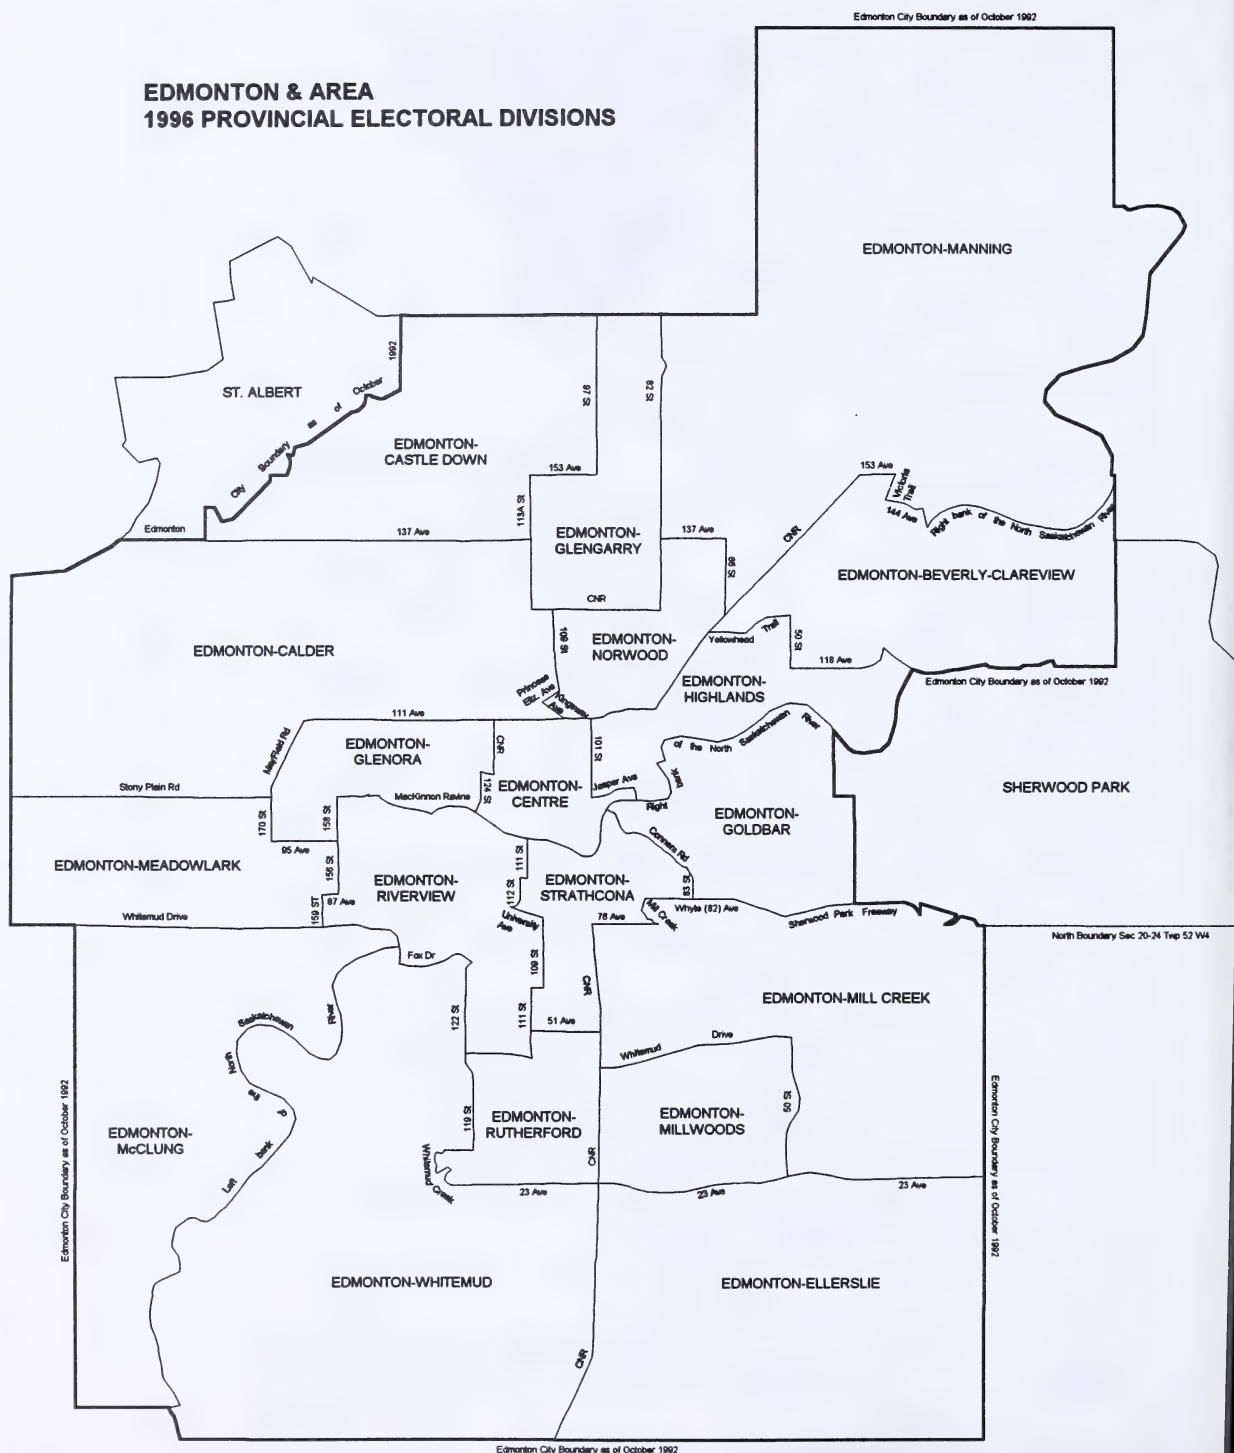 Edmonton City Boundary as of October 1992
EDMONTON & AREA
1996 PROVINCIAL ELECTORAL DIVISIONS
EDMONTON-MANNING
ST. ALBERT
City Boundary as of October 1992
Edmonton
97 St
82 St
EDMONTON-
CASTLE DOWN
153 Ave
113A St
137 Ave
EDMONTON-
GLENGARRY
137 Ave
66 St
CNR
153 Ave
Victoria
Trail
144 Ave
Right bank of the North Saskatchewan River
CNR
EDMONTON-BEVERLY-CLAREVIEW
EDMONTON-CALDER
109 St
EDMONTON-
NORWOOD
Yellowhead Trail
50 St
118 Ave
Edmonton City Boundary as of October 1992
Princess
Eliz. Ave
Kingsway
Ave
EDMONTON-
HIGHLANDS
111 Ave
Mayfield Rd
EDMONTON-
GLENORA
CNR
101 St
124 St
EDMONTON-
CENTRE
Jasper Ave
Right bank of the North Saskatchewan River
SHERWOOD PARK
Stony Plain Rd
MacKinnon Ravine
EDMONTON-
GOLDBAR
170 St
158 St
95 Ave
EDMONTON-MEADOWLARK
156 St
87 Ave
159 ST
EDMONTON-
RIVERVIEW
111 St
112 St
University
Ave
EDMONTON-
STRATHCONA
Conners Rd
83 St
Mill Creek
Whyte (82) Ave
Sherwood Park Freeway
76 Ave
Whitemud Drive
North Boundary Sec 20-24 Twp 52 W4
Fox Dr
122 St
109 St
111 St
51 Ave
CNR
EDMONTON-MILL CREEK
Whitemud Drive
50 St
Left bank of the North Saskatchewan River
Edmonton City Boundary as of October 1992
EDMONTON-
McCLUNG
119 St
EDMONTON-
RUTHERFORD
CNR
EDMONTON-
MILLWOODS
Edmonton City Boundary as of October 1992
Whitemud
Creek
23 Ave
23 Ave
23 Ave
EDMONTON-WHITEMUD
EDMONTON-ELLERSLIE
CNR
Edmonton City Boundary as of October 1992